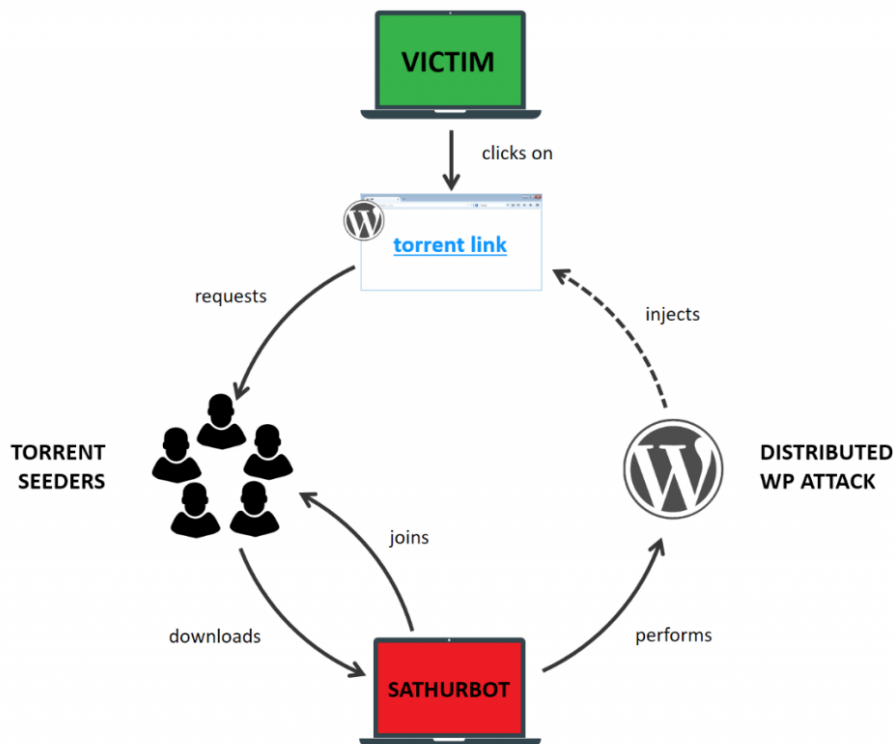 VICTIM
clicks on
torrent link
requests
injects
TORRENT
SEEDERS
DISTRIBUTED
WP ATTACK
joins
downloads
performs
SATHURBOT